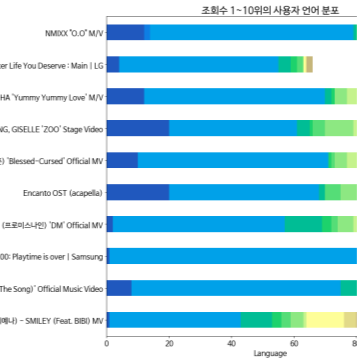 조회수 1~10위의 사용자 언어 분포
NMIXX "O.O" M/V
ter Life You Deserve : Main | LG
HA 'Yummy Yummy Love' M/V
NG, GISELLE 'ZOO' Stage Video
) 'Blessed-Cursed' Official MV
Encanto OST (acapella)
(프로미스나인) 'DM' Official MV
00: Playtime is over | Samsung
The Song)' Official Music Video
예나) - SMILEY (Feat. BIBI) MV
0 20 40 60 8
Language